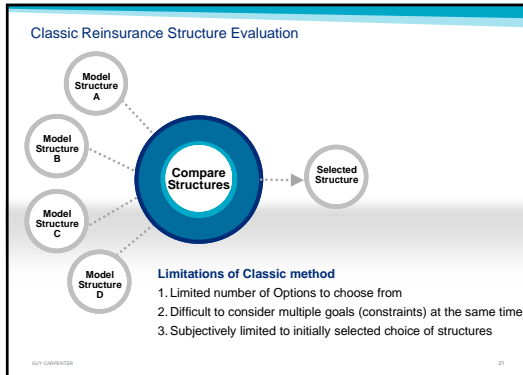 Classic Reinsurance Structure Evaluation
Model
Structure
A
Model
Structure
B
Model
Structure
C
Model
Structure
D
Compare
Structures
Selected
Structure
Limitations of Classic method
1. Limited number of Options to choose from
2. Difficult to consider multiple goals (constraints) at the same time
3. Subjectively limited to initially selected choice of structures
GUY CARPENTER
21